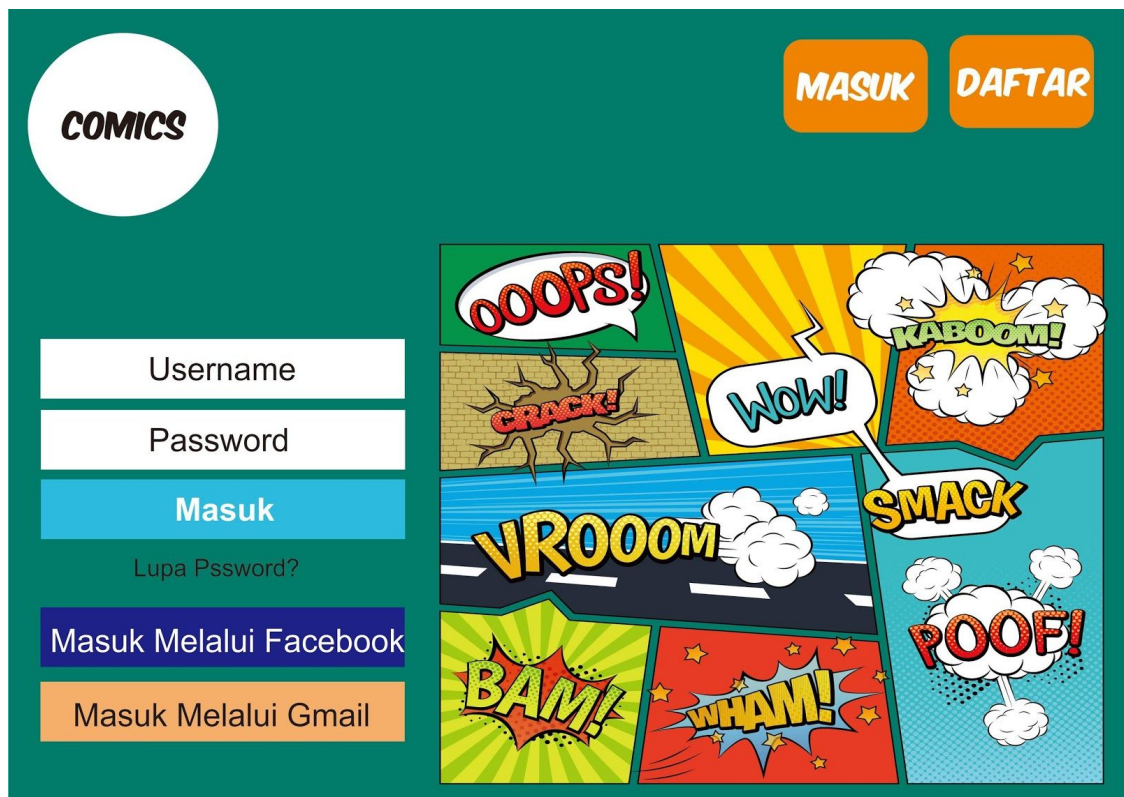 COMICS
MASUK
DAFTAR
Username
Password
Masuk
Lupa Pssword?
Masuk Melalui Facebook
Masuk Melalui Gmail
OOOPS!
WOW!
KABOOM!
CRACK!
SMACK
VROOOM
POOF!
BAM!
WHAM!